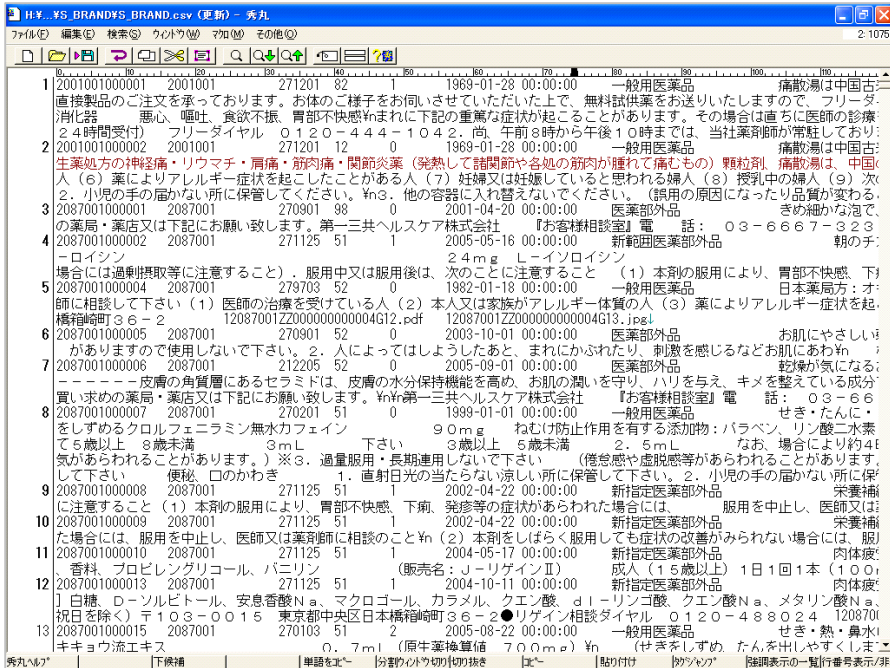 H:¥...¥S_BRAND¥S_BRAND.csv (更新) - 秀丸
ファイル(F) 編集(E) 検索(S) ウィンドウ(W) マクロ(M) その他(O) 2: 1075
0 10 20 30 40 50 60 70 80 90 100 110
1 2001001000001 2001001 271201 82 1 1969-01-28 00:00:00 一般用医薬品 痛散湯は中国古
直接製品のご注文を承っております。お体のご様子をお伺いさせていただいた上で、無料試供薬をお送りいたしますので、フリーダ
消化器 悪心、嘔吐、食欲不振、胃部不快感¥nまれに下記の重篤な症状が起こることがあります。その場合は直ちに医師の診療
24時間受付) フリーダイヤル 0120-444-1042.尚、午前8時から午後10時までは、当社薬剤師が常駐しており
2 2001001000002 2001001 271201 12 0 1969-01-28 00:00:00 一般用医薬品 痛散湯は中国古
生薬処方の神経痛・リウマチ・肩痛・筋肉痛・関節炎薬(発熱して諸関節や各処の筋肉が腫れて痛むもの)顆粒剤、痛散湯は、中国の
人(6)薬によりアレルギー症状を起こしたことがある人(7)妊婦又は妊娠していると思われる婦人(8)授乳中の婦人(9)次の
2.小児の手の届かない所に保管してください。¥n3.他の容器に入れ替えないでください。(誤用の原因になったり品質が変わる
3 2087001000001 2087001 270901 98 0 2001-04-20 00:00:00 医薬部外品 きめ細かな泡で、
の薬局・薬店又は下記にお願い致します。第一三共ヘルスケア株式会社 『お客様相談室』電 話: 03-6667-323
4 2087001000002 2087001 271125 51 1 2005-05-16 00:00:00 新範囲医薬部外品 朝のチオ
-ロイシン 24mg L-イソロイシン
場合には過剰摂取等に注意すること).服用中又は服用後は、次のことに注意すること (1)本剤の服用により、胃部不快感、下痢
5 2087001000004 2087001 279703 52 0 1982-01-18 00:00:00 一般用医薬品 日本薬局方:オキ
師に相談して下さい(1)医師の治療を受けている人(2)本人又は家族がアレルギー体質の人(3)薬によりアレルギー症状を起
橋箱崎町36-2 12087001ZZ000000000004G12.pdf 12087001ZZ000000000004G13.jpg↓
6 2087001000005 2087001 270901 52 0 2003-10-01 00:00:00 医薬部外品 お肌にやさしい
がありますので使用しないで下さい。2.人によってはしようしたあと、まれにかぶれたり、刺激を感じるなどお肌にあわ¥n
7 2087001000006 2087001 212205 52 0 2005-09-01 00:00:00 医薬部外品 乾燥が気になる
------皮膚の角質層にあるセラミドは、皮膚の水分保持機能を高め、お肌の潤いを守り、ハリを与え、キメを整えている成分
買い求めの薬局・薬店又は下記にお願い致します。¥n¥n第一三共ヘルスケア株式会社 『お客様相談室』電 話: 03-66
8 2087001000007 2087001 270201 51 0 1999-01-01 00:00:00 一般用医薬品 せき・たんに・
をしずめるクロルフェニラミン無水カフェイン 90mg ねむけ防止作用を有する添加物:パラベン、リン酸二水素
て5歳以上 8歳未満 3mL 下さい 3歳以上 5歳未満 2.5mL なお、場合により約4
気があらわれることがあります。)※3.過量服用・長期連用しないで下さい (倦怠感や虚脱感等があらわれることがあります。
して下さい 便秘、口のかわき 1.直射日光の当たらない涼しい所に保管して下さい。2.小児の手の届かない所に保
9 2087001000008 2087001 271125 51 1 2002-04-22 00:00:00 新指定医薬部外品 栄養補
に注意すること(1)本剤の服用により、胃部不快感、下痢、発疹等の症状があらわれた場合には、 服用を中止し、医師又は
10 2087001000009 2087001 271125 51 1 2002-04-22 00:00:00 新指定医薬部外品 栄養補
た場合には、服用を中止し、医師又は薬剤師に相談のこと¥n(2)本剤をしばらく服用しても症状の改善がみられない場合には、服
11 2087001000010 2087001 271125 51 1 2004-05-17 00:00:00 新指定医薬部外品 肉体疲
、香料、プロピレングリコール、バニリン (販売名:J-リゲインⅡ) 成人(15歳以上)1日1回1本(100m
12 2087001000013 2087001 271125 51 1 2004-10-11 00:00:00 新指定医薬部外品 肉体疲
]白糖、D-ソルビトール、安息香酸Na、マクロゴール、カラメル、クエン酸、dl-リンゴ酸、クエン酸Na、メタリン酸Na、
祝日を除く)〒103-0015 東京都中央区日本橋箱崎町36-2●リゲイン相談ダイヤル 0120-488024 1208700
13 2087001000015 2087001 270103 51 2 2005-08-22 00:00:00 一般用医薬品 せき・熱・鼻水
キキョウ流エキス 0.7mL(原生薬換算値 700mg)¥n (せきをしずめ、たんを出しやすくしま
秀丸ヘルプ 下候補 単語をコピー 分割ウィンドウ切り 切り抜き コピー 貼り付け タグジャンプ 強調表示の一覧 行番号表示/非